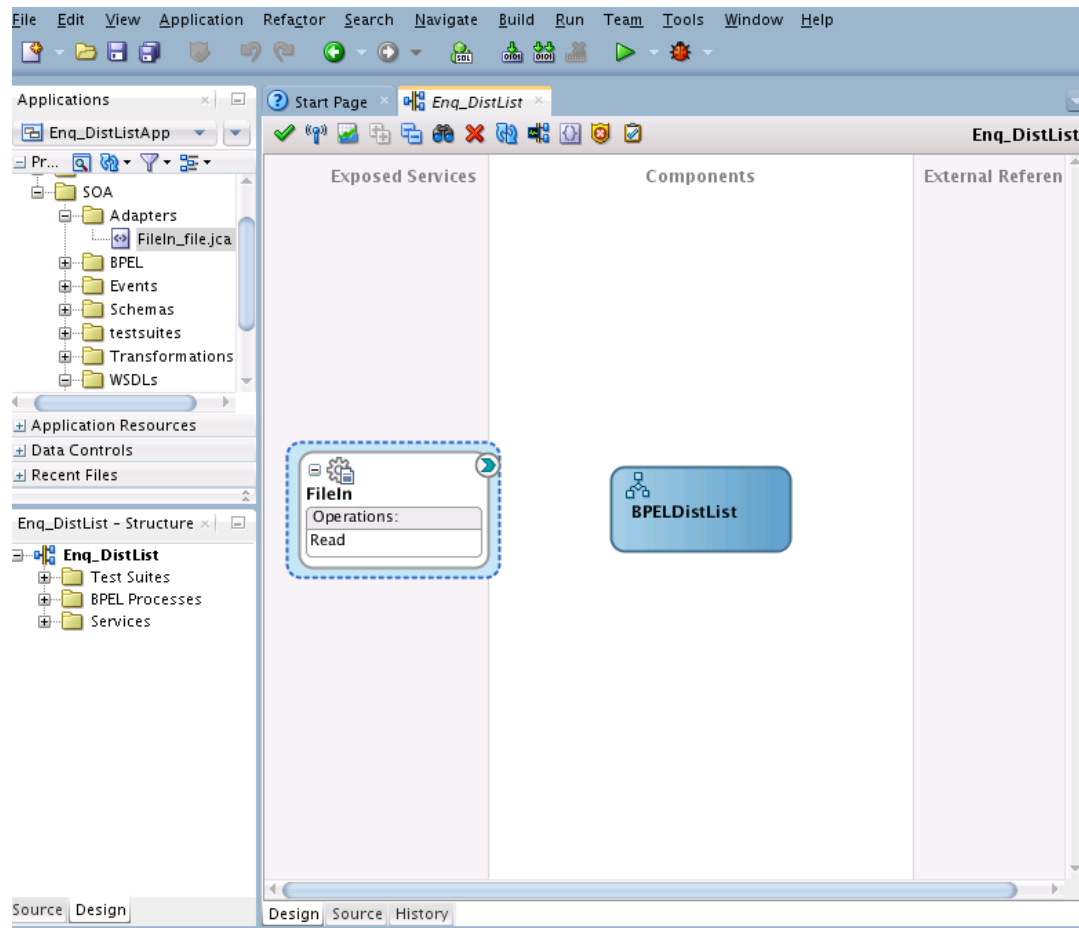 File Edit View Application Refactor Search Navigate Build Run Team Tools Window Help
Applications
Start Page
Enq_DistList
Enq_DistListApp
Enq_DistList
Pr...
SOA
Adapters
FileIn_file.jca
BPEL
Events
Schemas
testsuites
Transformations
WSDLs
Application Resources
Data Controls
Recent Files
Enq_DistList - Structure
Enq_DistList
Test Suites
BPEL Processes
Services
Source Design
Exposed Services
Components
External Referen
FileIn
Operations:
Read
BPELDistList
Design Source History